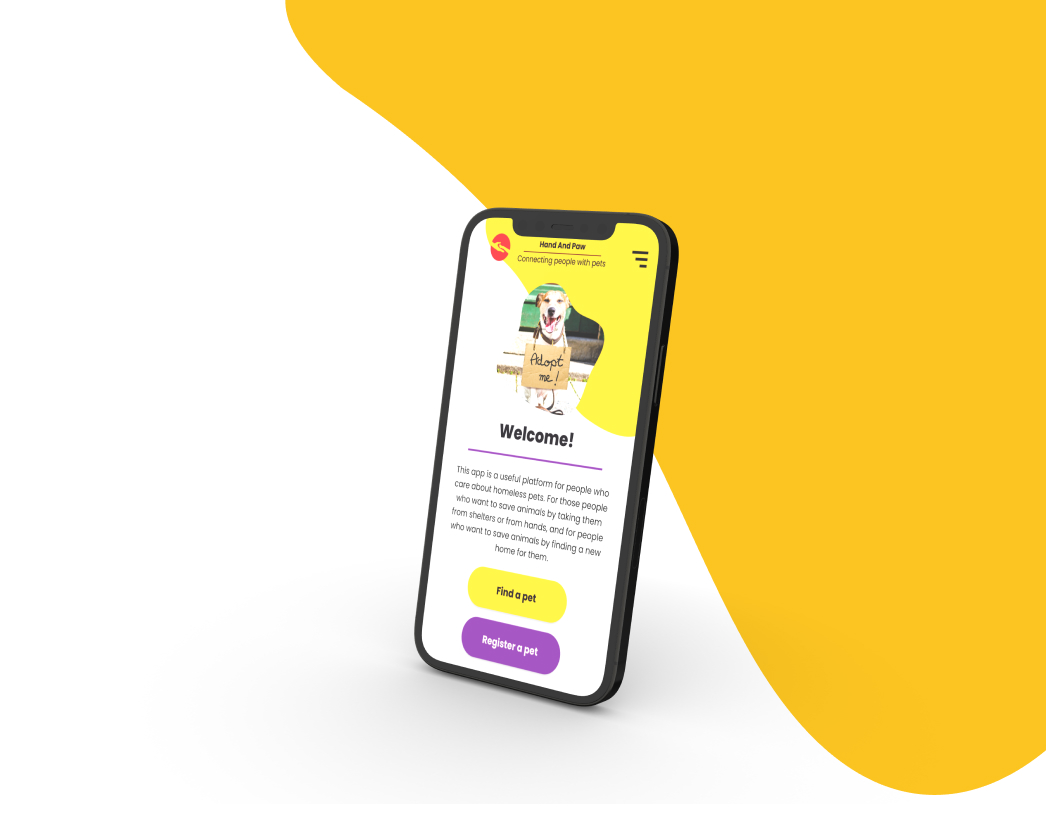 Hand And Paw
Connecting people with pets
Adopt
me!
Welcome!
This app is a useful platform for people who
care about homeless pets. For those people
who want to save animals by taking them
from shelters or from hands, and for people
who want to save animals by finding a new
home for them.
Find a pet
Register a pet